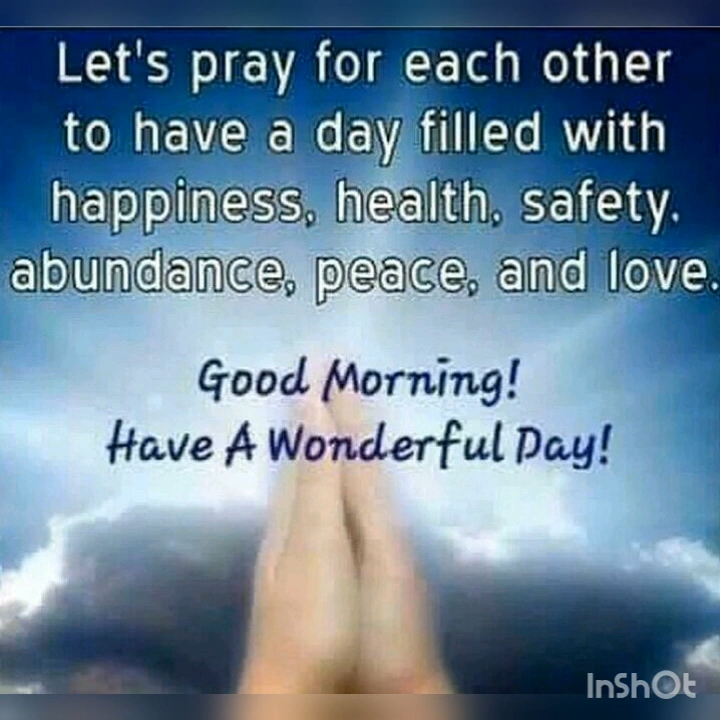 Let's pray for each other
to have a day filled with
happiness, health, safety.
abundance, peace, and love.
Good Morning!
Have A Wonderful Day!
InShOt